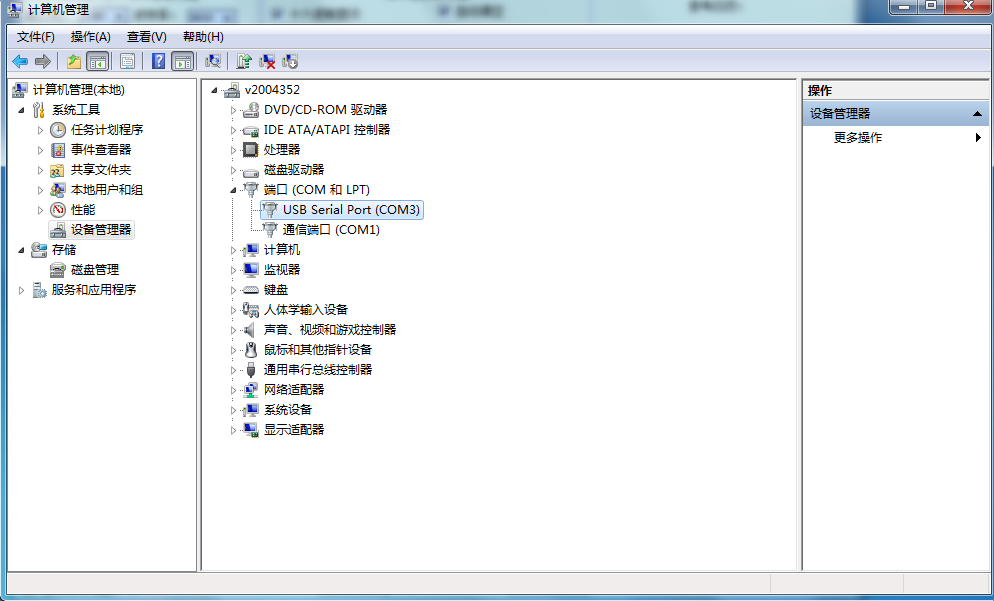 计算机管理
文件(F) 操作(A) 查看(V) 帮助(H)
计算机管理(本地)
系统工具
任务计划程序
事件查看器
共享文件夹
本地用户和组
性能
设备管理器
存储
磁盘管理
服务和应用程序
v2004352
DVD/CD-ROM 驱动器
IDE ATA/ATAPI 控制器
处理器
磁盘驱动器
端口 (COM 和 LPT)
USB Serial Port (COM3)
通信端口 (COM1)
计算机
监视器
键盘
人体学输入设备
声音、视频和游戏控制器
鼠标和其他指针设备
通用串行总线控制器
网络适配器
系统设备
显示适配器
操作
设备管理器
更多操作